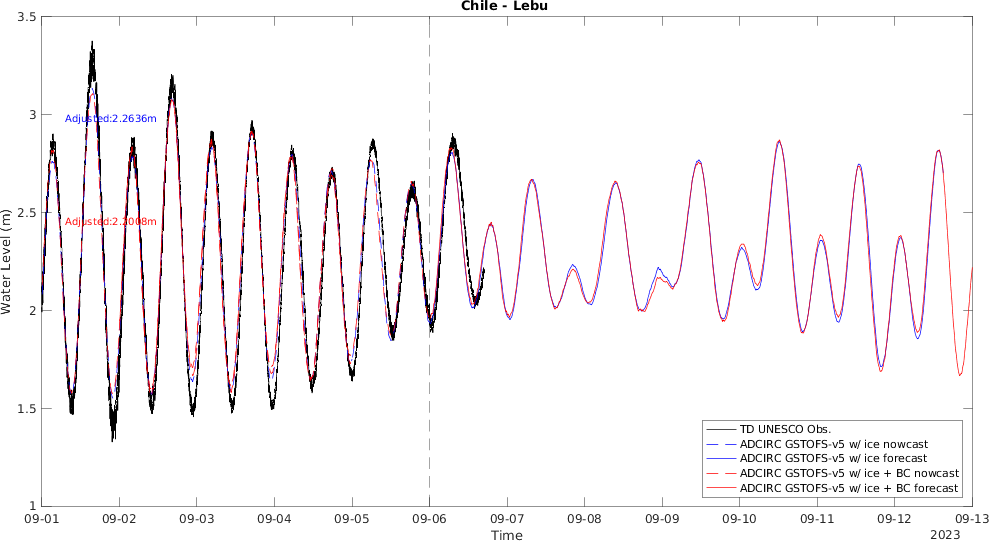 Chile - Lebu
3.5
3
2.5
2
1.5
1
Water Level (m)
Adjusted:2.2636m
Adjusted:2.2008m
09-01 09-02 09-03 09-04 09-05 09-06 09-07 09-08 09-09 09-10 09-11 09-12 09-13
Time
2023
TD UNESCO Obs.
ADCIRC GSTOFS-v5 w/ ice nowcast
ADCIRC GSTOFS-v5 w/ ice forecast
ADCIRC GSTOFS-v5 w/ ice + BC nowcast
ADCIRC GSTOFS-v5 w/ ice + BC forecast